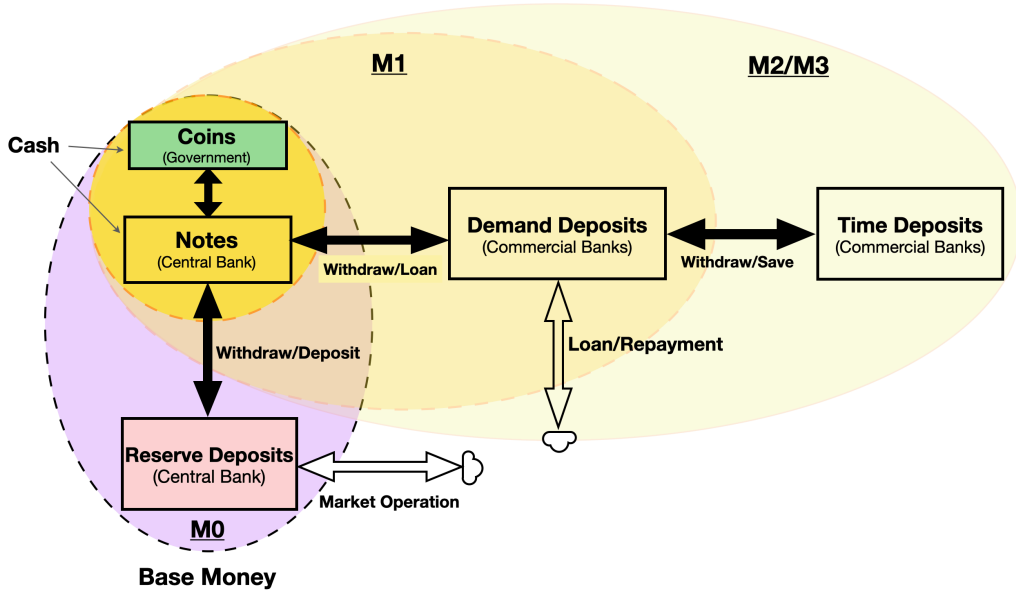 M1
M2/M3
Cash
Coins
(Government)
Notes
(Central Bank)
Withdraw/Loan
Demand Deposits
(Commercial Banks)
Withdraw/Save
Time Deposits
(Commercial Banks)
Withdraw/Deposit
Loan/Repayment
Reserve Deposits
(Central Bank)
Market Operation
M0
Base Money